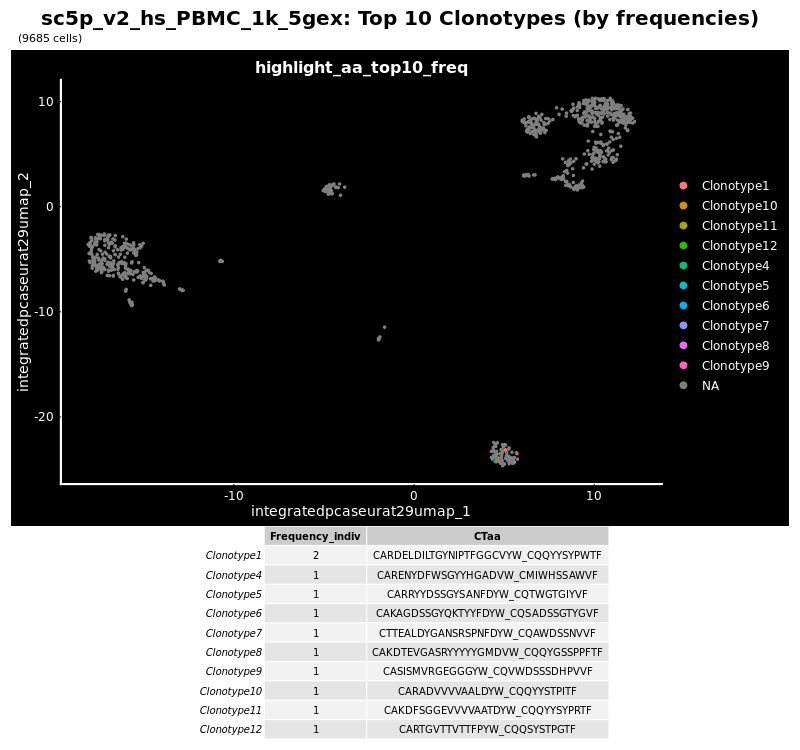 sc5p_v2_hs_PBMC_1k_5gex: Top 10 Clonotypes (by frequencies)
(9685 cells)
highlight_aa_top10_freq
10
0
-10
-20
integratedpcaseurat29umap_2
-10
0
10
integratedpcaseurat29umap_1
Clonotype1
Clonotype10
Clonotype11
Clonotype12
Clonotype4
Clonotype5
Clonotype6
Clonotype7
Clonotype8
Clonotype9
NA
Frequency_indiv CTaa
Clonotype1 2 CARDELDILTGYNIPTFGGCVYW_CQQYYSYPWTF
Clonotype4 1 CARENYDFWSGYYHGADVW_CMIWHSSAWVF
Clonotype5 1 CARRYYDSSGYSANFDYW_CQTWGTGIYVF
Clonotype6 1 CAKAGDSSGYQKTYYFDYW_CQSADSSGTYGVF
Clonotype7 1 CTTEALDYGANSRSPNFDYW_CQAWDSSNVVF
Clonotype8 1 CAKDTEVGASRYYYYYGMDVW_CQQYGSSPPFTF
Clonotype9 1 CASISMVRGEGGGYW_CQVWDSSSDHPVVF
Clonotype10 1 CARADVVVVAALDYW_CQQYYSTPITF
Clonotype11 1 CAKDFSGGEVVVVAATDYW_CQQYYSYPRTF
Clonotype12 1 CARTGVTTVTTFPYW_CQQSYSTPGTF